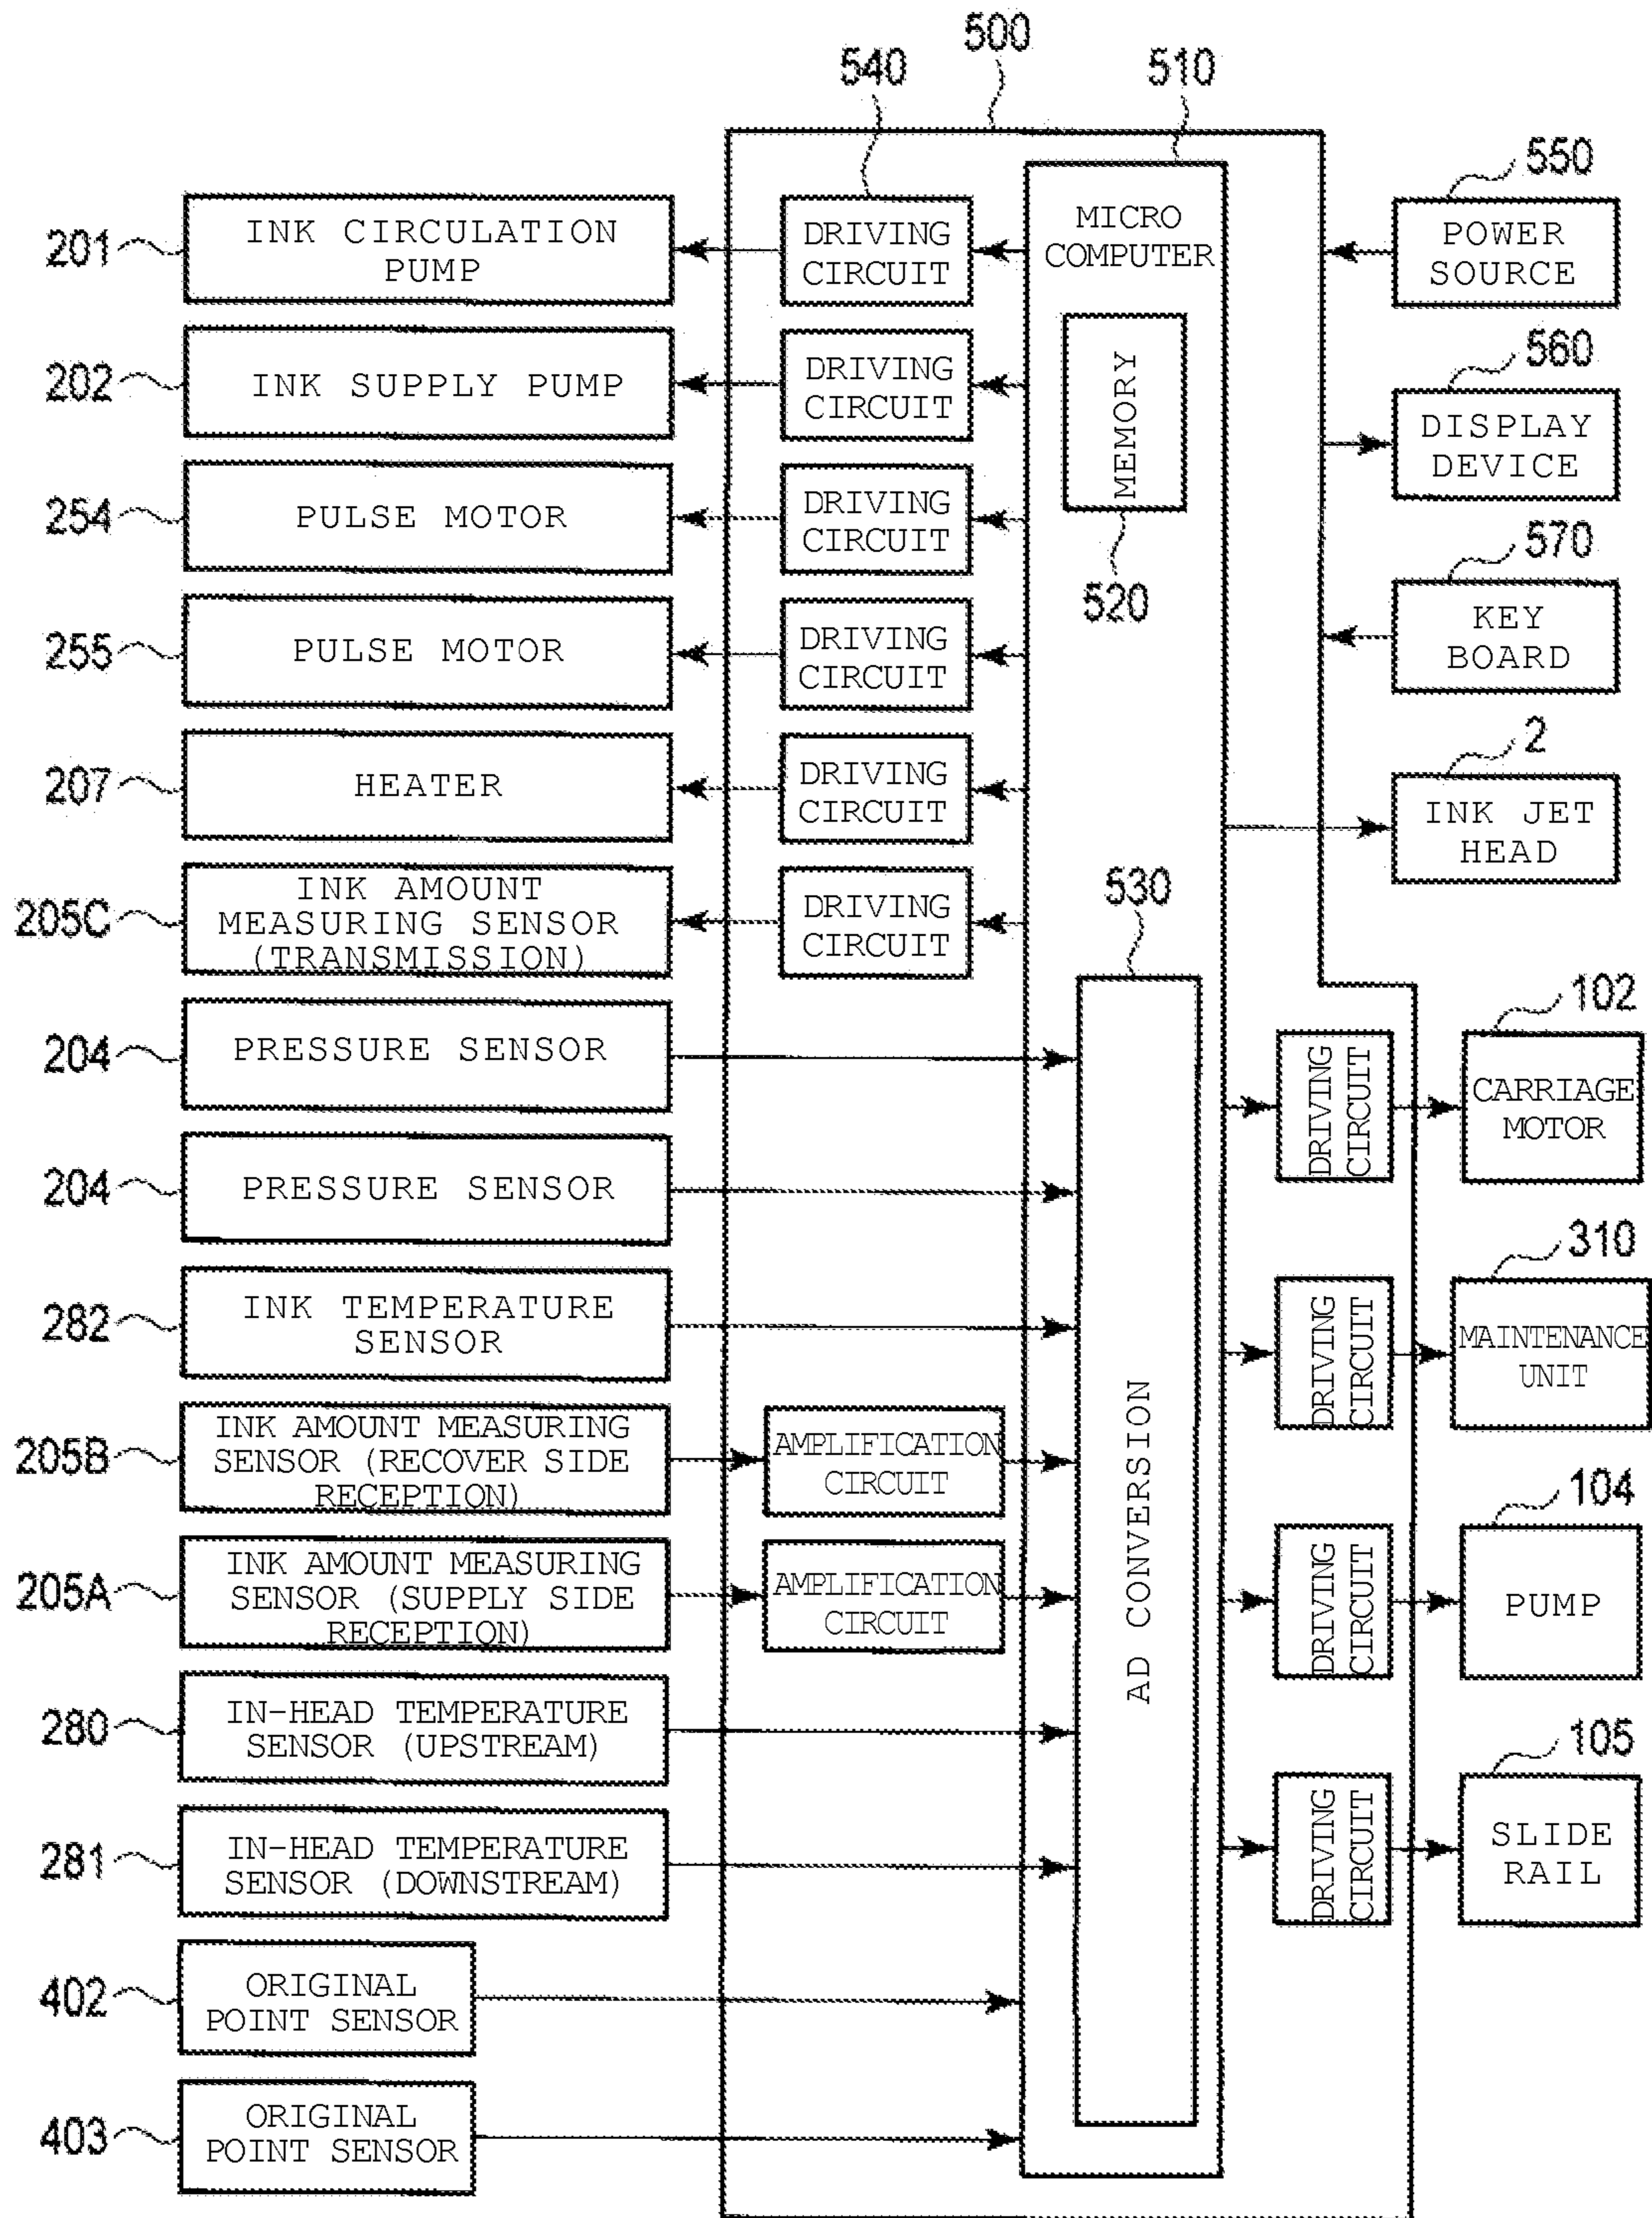 500
540
510
550
201
INK CIRCULATION
PUMP
DRIVING
CIRCUIT
MICRO
COMPUTER
POWER
SOURCE
202
INK SUPPLY PUMP
DRIVING
CIRCUIT
MEMORY
520
560
DISPLAY
DEVICE
254
PULSE MOTOR
DRIVING
CIRCUIT
570
KEY
BOARD
255
PULSE MOTOR
DRIVING
CIRCUIT
2
INK JET
HEAD
207
HEATER
DRIVING
CIRCUIT
205C
INK AMOUNT
MEASURING SENSOR
(TRANSMISSION)
DRIVING
CIRCUIT
530
AD CONVERSION
204
PRESSURE SENSOR
DRIVING
CIRCUIT
102
CARRIAGE
MOTOR
204
PRESSURE SENSOR
282
INK TEMPERATURE
SENSOR
DRIVING
CIRCUIT
310
MAINTENANCE
UNIT
205B
INK AMOUNT MEASURING
SENSOR (RECOVER SIDE
RECEPTION)
AMPLIFICATION
CIRCUIT
205A
INK AMOUNT MEASURING
SENSOR (SUPPLY SIDE
RECEPTION)
AMPLIFICATION
CIRCUIT
DRIVING
CIRCUIT
104
PUMP
280
IN-HEAD TEMPERATURE
SENSOR (UPSTREAM)
281
IN-HEAD TEMPERATURE
SENSOR (DOWNSTREAM)
DRIVING
CIRCUIT
105
SLIDE
RAIL
402
ORIGINAL
POINT SENSOR
403
ORIGINAL
POINT SENSOR